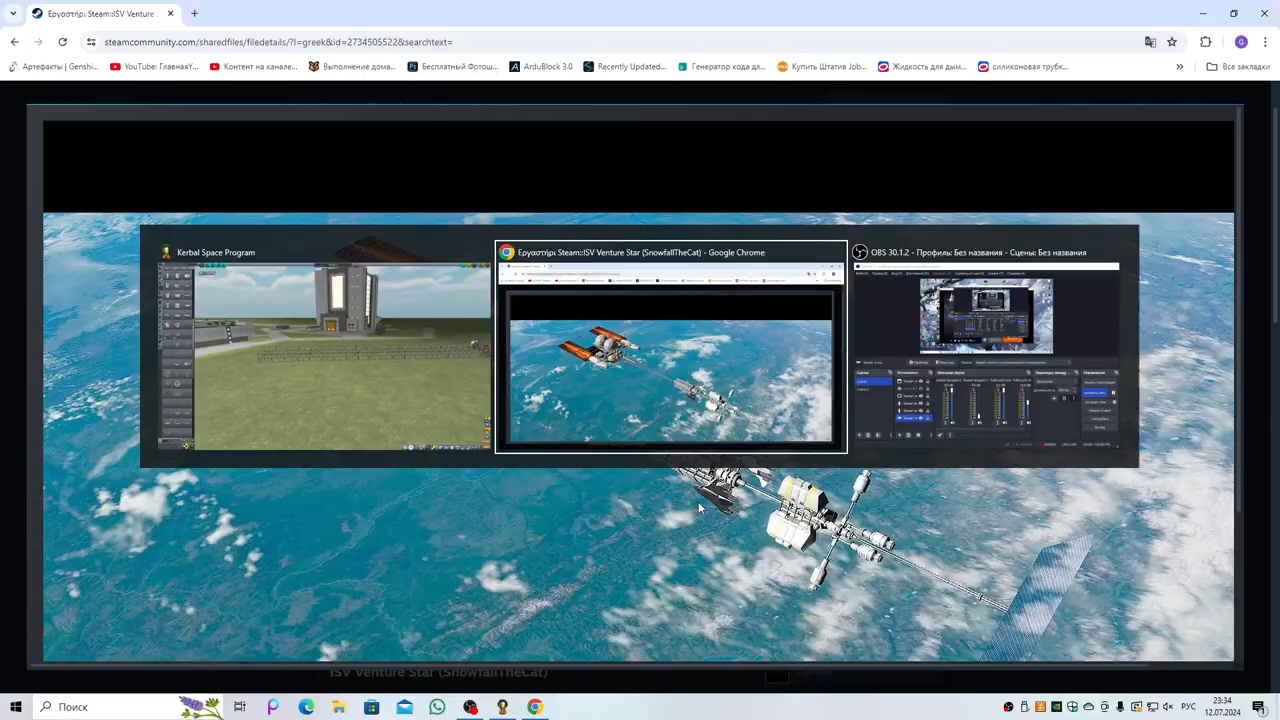 Εργαστήρι Steam::ISV Venture
steamcommunity.com/sharedfiles/filedetails/?l=greek&id=2734505522&searchtext=
Артефакты | Genshi...
YouTube: ГлавнаяY...
Контент на канале...
Выполнение дома...
Бесплатный Фотош...
ArduBlock 3.0
Recently Updated...
Генератор кода дл...
Купить Штатив Job...
Жидкость для дым...
силиконовая трубк...
»
Все закладки
Kerbal Space Program
Εργαστήρι Steam::ISV Venture Star (SnowfallTheCat) - Google Chrome
OBS 30.1.2 - Профиль: Без названия - Сцены: Без названия
ISV Venture Star (SnowfallTheCat)
Поиск
РУС
23:34
12.07.2024